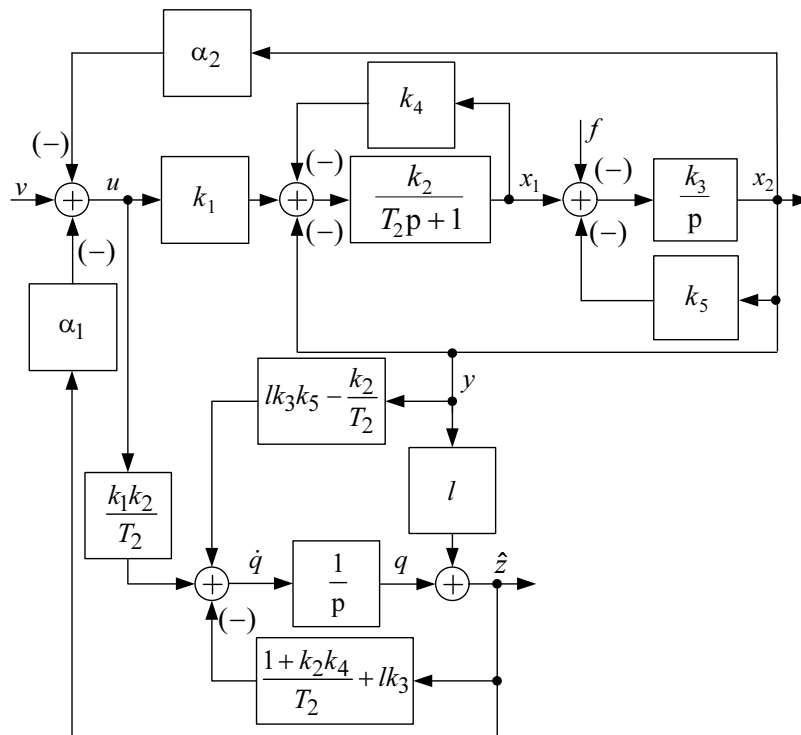 α₂
k₄
(−)
(−)
f
(−)
v
u
k₁
k₂/(T₂p + 1)
x₁
k₃/p
x₂
(−)
(−)
(−)
α₁
k₅
lk₃k₅ − k₂/T₂
y
k₁k₂/T₂
l
q̇
1/p
q
ẑ
(−)
(1 + k₂k₄)/T₂ + lk₃